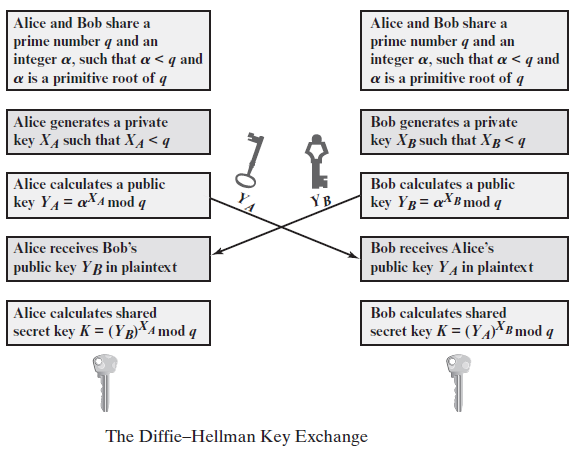 Alice and Bob share a
prime number q and an
integer α, such that α < q and
α is a primitive root of q
Alice generates a private
key X_A such that X_A < q
Alice calculates a public
key Y_A = α^X_A mod q
Alice receives Bob’s
public key Y_B in plaintext
Alice calculates shared
secret key K = (Y_B)^X_A mod q
Y_A
Y_B
Alice and Bob share a
prime number q and an
integer α, such that α < q and
α is a primitive root of q
Bob generates a private
key X_B such that X_B < q
Bob calculates a public
key Y_B = α^X_B mod q
Bob receives Alice’s
public key Y_A in plaintext
Bob calculates shared
secret key K = (Y_A)^X_B mod q
The Diffie–Hellman Key Exchange